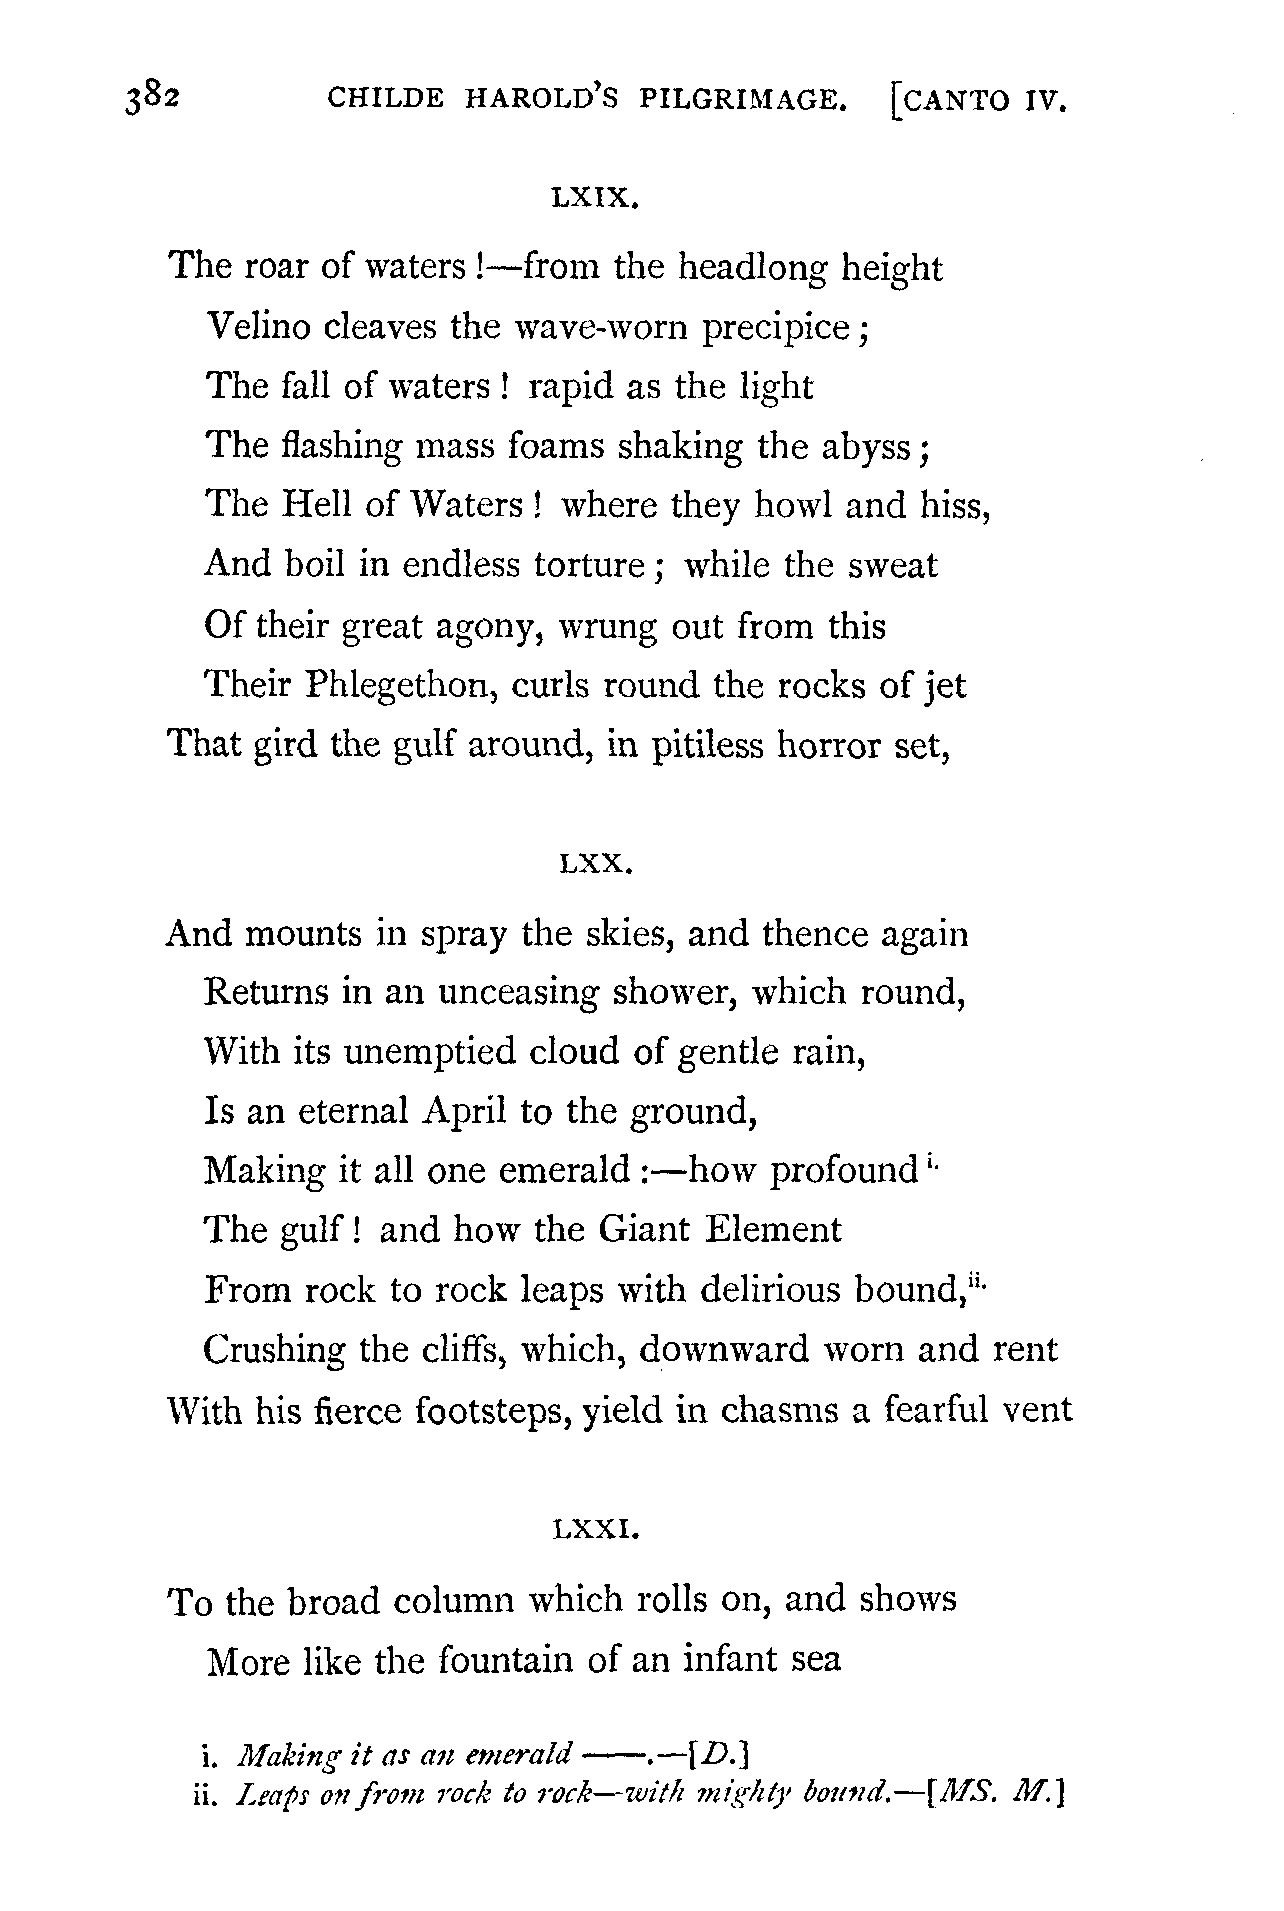 382 CHILDE HAROLD'S PILGRIMAGE. [CANTO IV.
LXIX.
The roar of waters!—from the headlong height
Velino cleaves the wave-worn precipice;
The fall of waters! rapid as the light
The flashing mass foams shaking the abyss;
The Hell of Waters! where they howl and hiss,
And boil in endless torture; while the sweat
Of their great agony, wrung out from this
Their Phlegethon, curls round the rocks of jet
That gird the gulf around, in pitiless horror set,
LXX.
And mounts in spray the skies, and thence again
Returns in an unceasing shower, which round,
With its unemptied cloud of gentle rain,
Is an eternal April to the ground,
Making it all one emerald:—how profound i.
The gulf! and how the Giant Element
From rock to rock leaps with delirious bound, ii.
Crushing the cliffs, which, downward worn and rent
With his fierce footsteps, yield in chasms a fearful vent
LXXI.
To the broad column which rolls on, and shows
More like the fountain of an infant sea
i. Making it as an emerald ——.—[D.]
ii. Leaps on from rock to rock—with mighty bound.—[MS. M.]